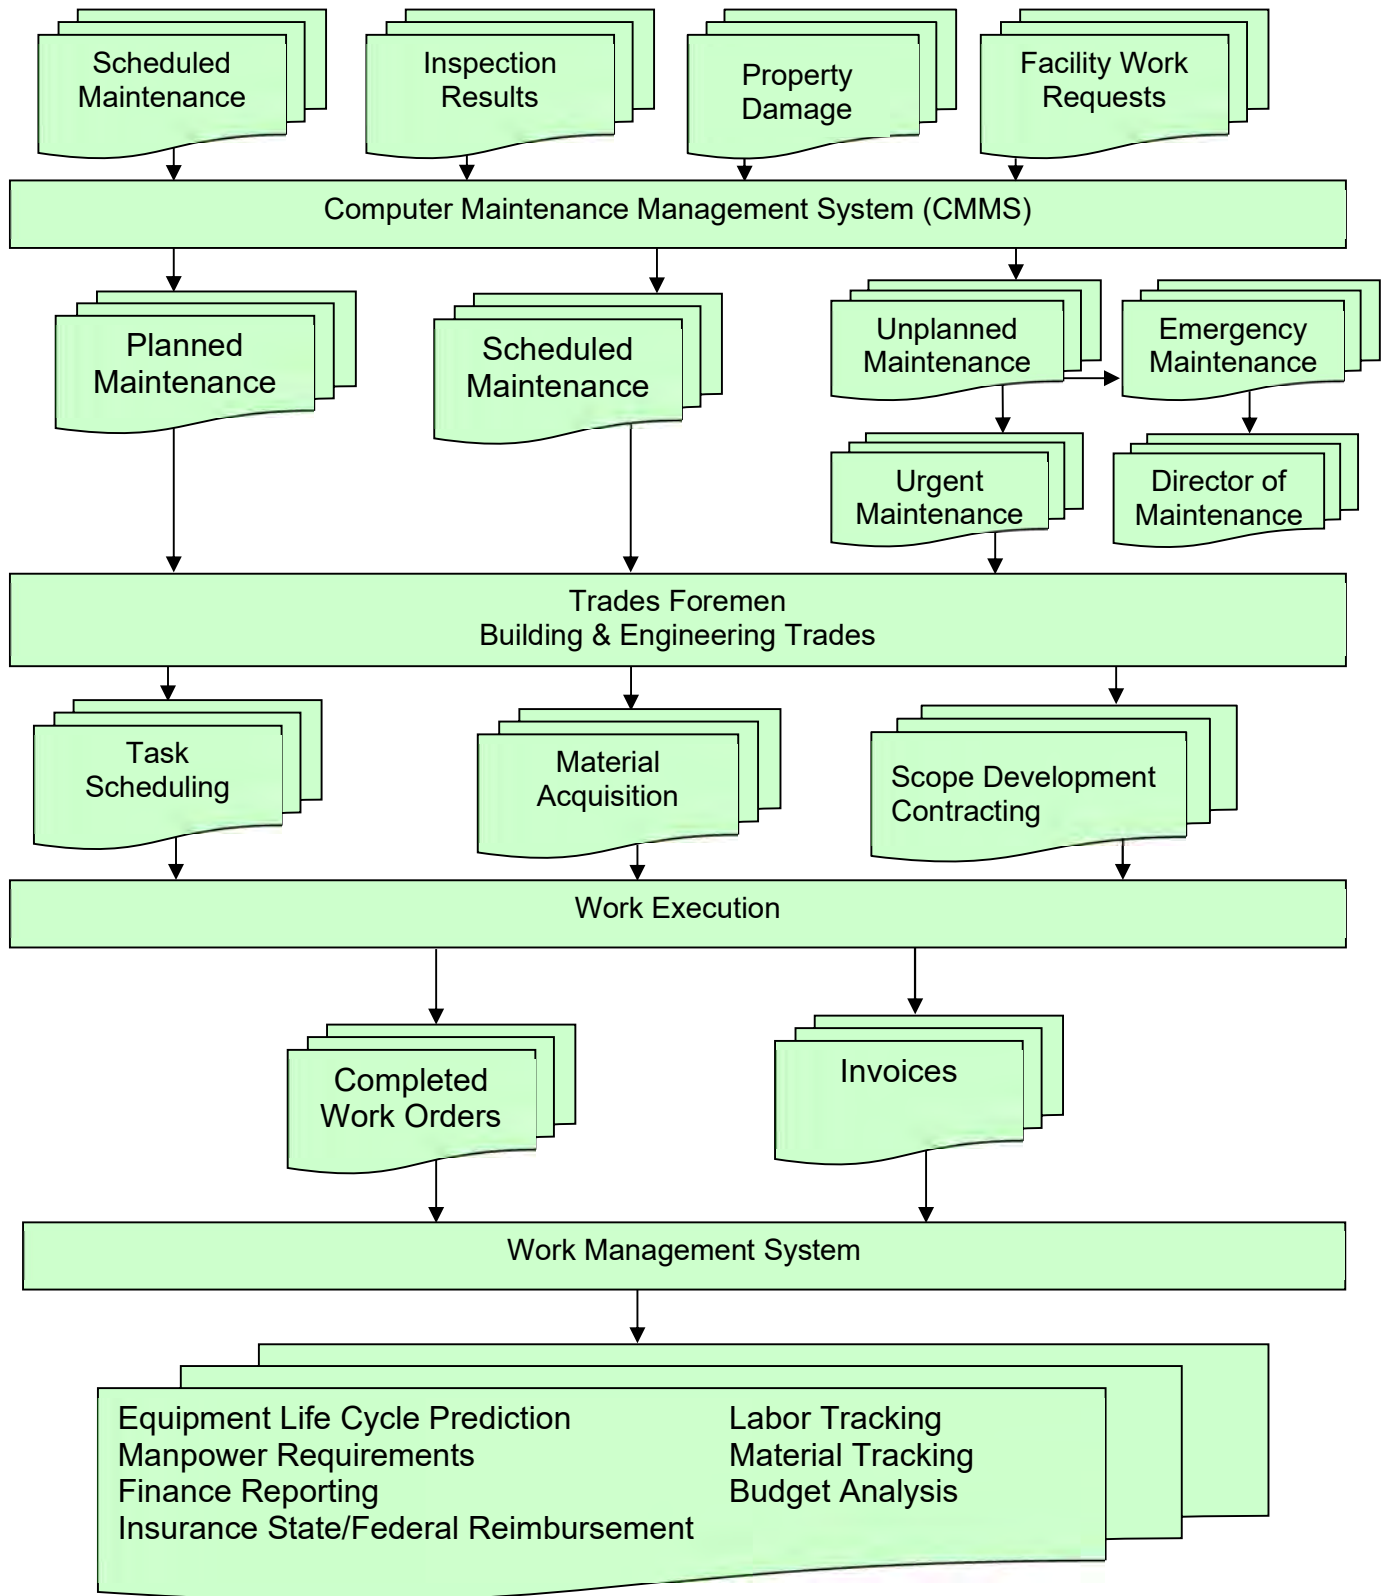 Scheduled
Maintenance
Inspection
Results
Property
Damage
Facility Work
Requests
Computer Maintenance Management System (CMMS)
Planned
Maintenance
Scheduled
Maintenance
Unplanned
Maintenance
Emergency
Maintenance
Urgent
Maintenance
Director of
Maintenance
Trades Foremen
Building & Engineering Trades
Task
Scheduling
Material
Acquisition
Scope Development
Contracting
Work Execution
Completed
Work Orders
Invoices
Work Management System
Equipment Life Cycle Prediction
Manpower Requirements
Finance Reporting
Insurance State/Federal Reimbursement
Labor Tracking
Material Tracking
Budget Analysis